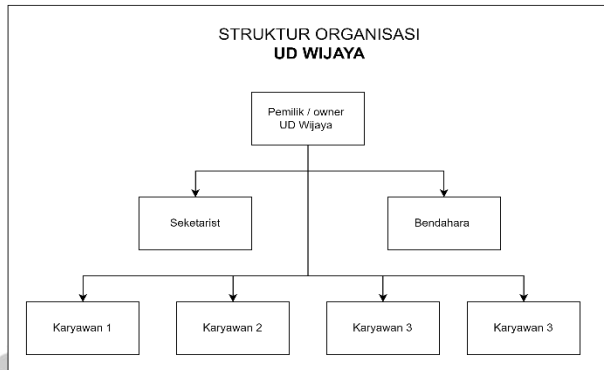 STRUKTUR ORGANISASI
UD WIJAYA
Pemilik / owner
UD Wijaya
Seketarist
Bendahara
Karyawan 1
Karyawan 2
Karyawan 3
Karyawan 3